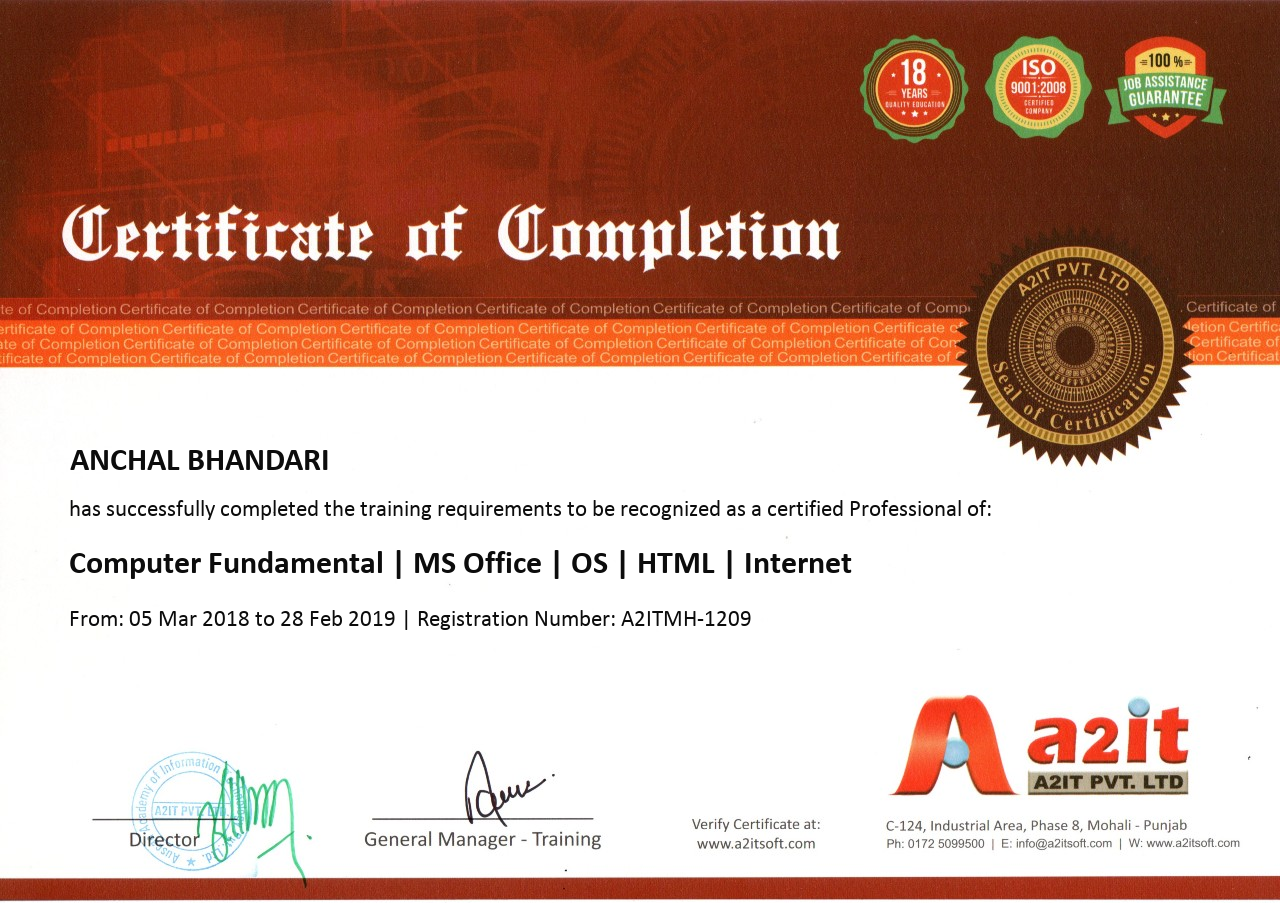 18
YEARS
QUALITY EDUCATION
ISO
9001:2008
CERTIFIED
COMPANY
100 %
JOB ASSISTANCE
GUARANTEE
Certificate of Completion
te of Completion Certificate of Completion Certificate of Completion Certificate of Completion Certificate of Completion Certificate of Comp
Certificate of
ertificate of Completion Certificate of Completion Certificate of Completion Certificate of Completion Certificate of Completion Certificate
letion Certific
ate of Completion Certificate of Completion Certificate of Completion Certificate of Completion Certificate of Completion Certificate of Com
Certificate of
tificate of Completion Certificate of Completion Certificate of Completion Certificate of Completion Certificate of Completion Certificate of
ion Certificat
A2IT PVT. LTD.
Seal of Certification
ANCHAL BHANDARI
has successfully completed the training requirements to be recognized as a certified Professional of:
Computer Fundamental | MS Office | OS | HTML | Internet
From: 05 Mar 2018 to 28 Feb 2019 | Registration Number: A2ITMH-1209
Academy of Information
A2IT PVT. LTD.
Director
General Manager - Training
Verify Certificate at:
www.a2itsoft.com
a2it
A2IT PVT. LTD
C-124, Industrial Area, Phase 8, Mohali - Punjab
Ph: 0172 5099500 | E: info@a2itsoft.com | W: www.a2itsoft.com